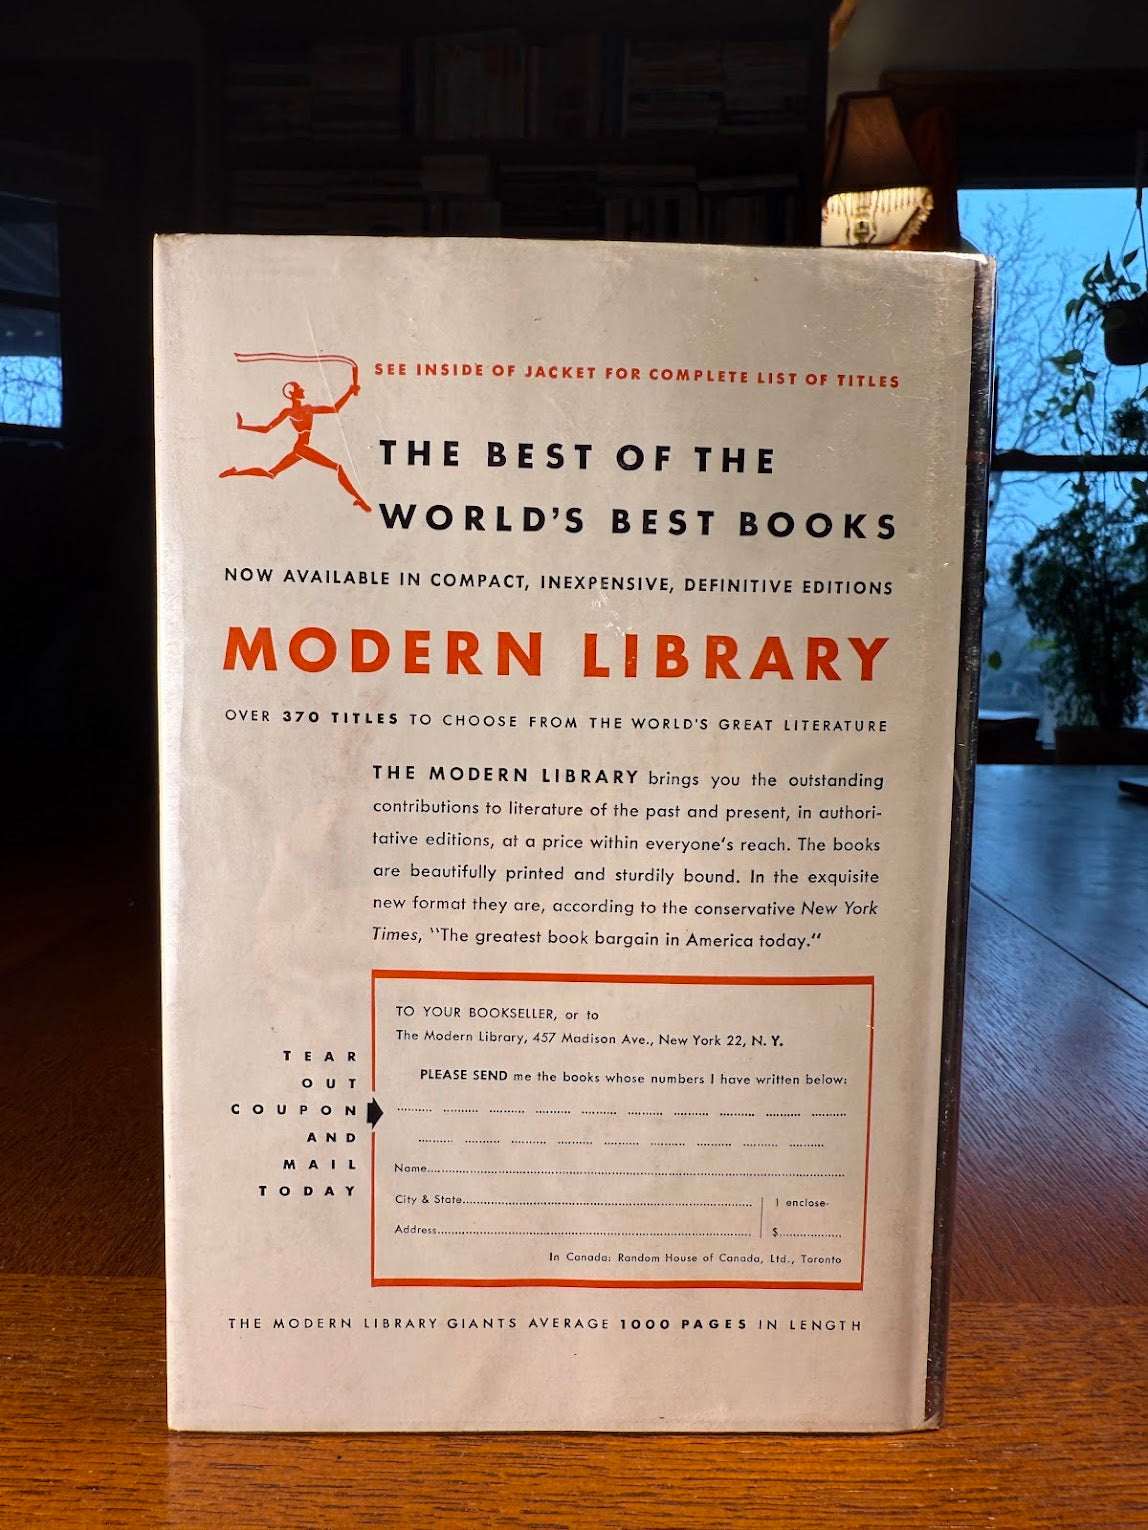 SEE INSIDE OF JACKET FOR COMPLETE LIST OF TITLES
THE BEST OF THE
WORLD'S BEST BOOKS
NOW AVAILABLE IN COMPACT, INEXPENSIVE, DEFINITIVE EDITIONS
MODERN LIBRARY
OVER 370 TITLES TO CHOOSE FROM THE WORLD'S GREAT LITERATURE
THE MODERN LIBRARY brings you the outstanding
contributions to literature of the past and present, in authori-
tative editions, at a price within everyone's reach. The books
are beautifully printed and sturdily bound. In the exquisite
new format they are, according to the conservative New York
Times, "The greatest book bargain in America today."
TEAR
OUT
COUPON
AND
MAIL
TODAY
TO YOUR BOOKSELLER, or to
The Modern Library, 457 Madison Ave., New York 22, N. Y.
PLEASE SEND me the books whose numbers I have written below:
Name
City & State
I enclose-
Address
$
In Canada: Random House of Canada, Ltd., Toronto
THE MODERN LIBRARY GIANTS AVERAGE 1000 PAGES IN LENGTH